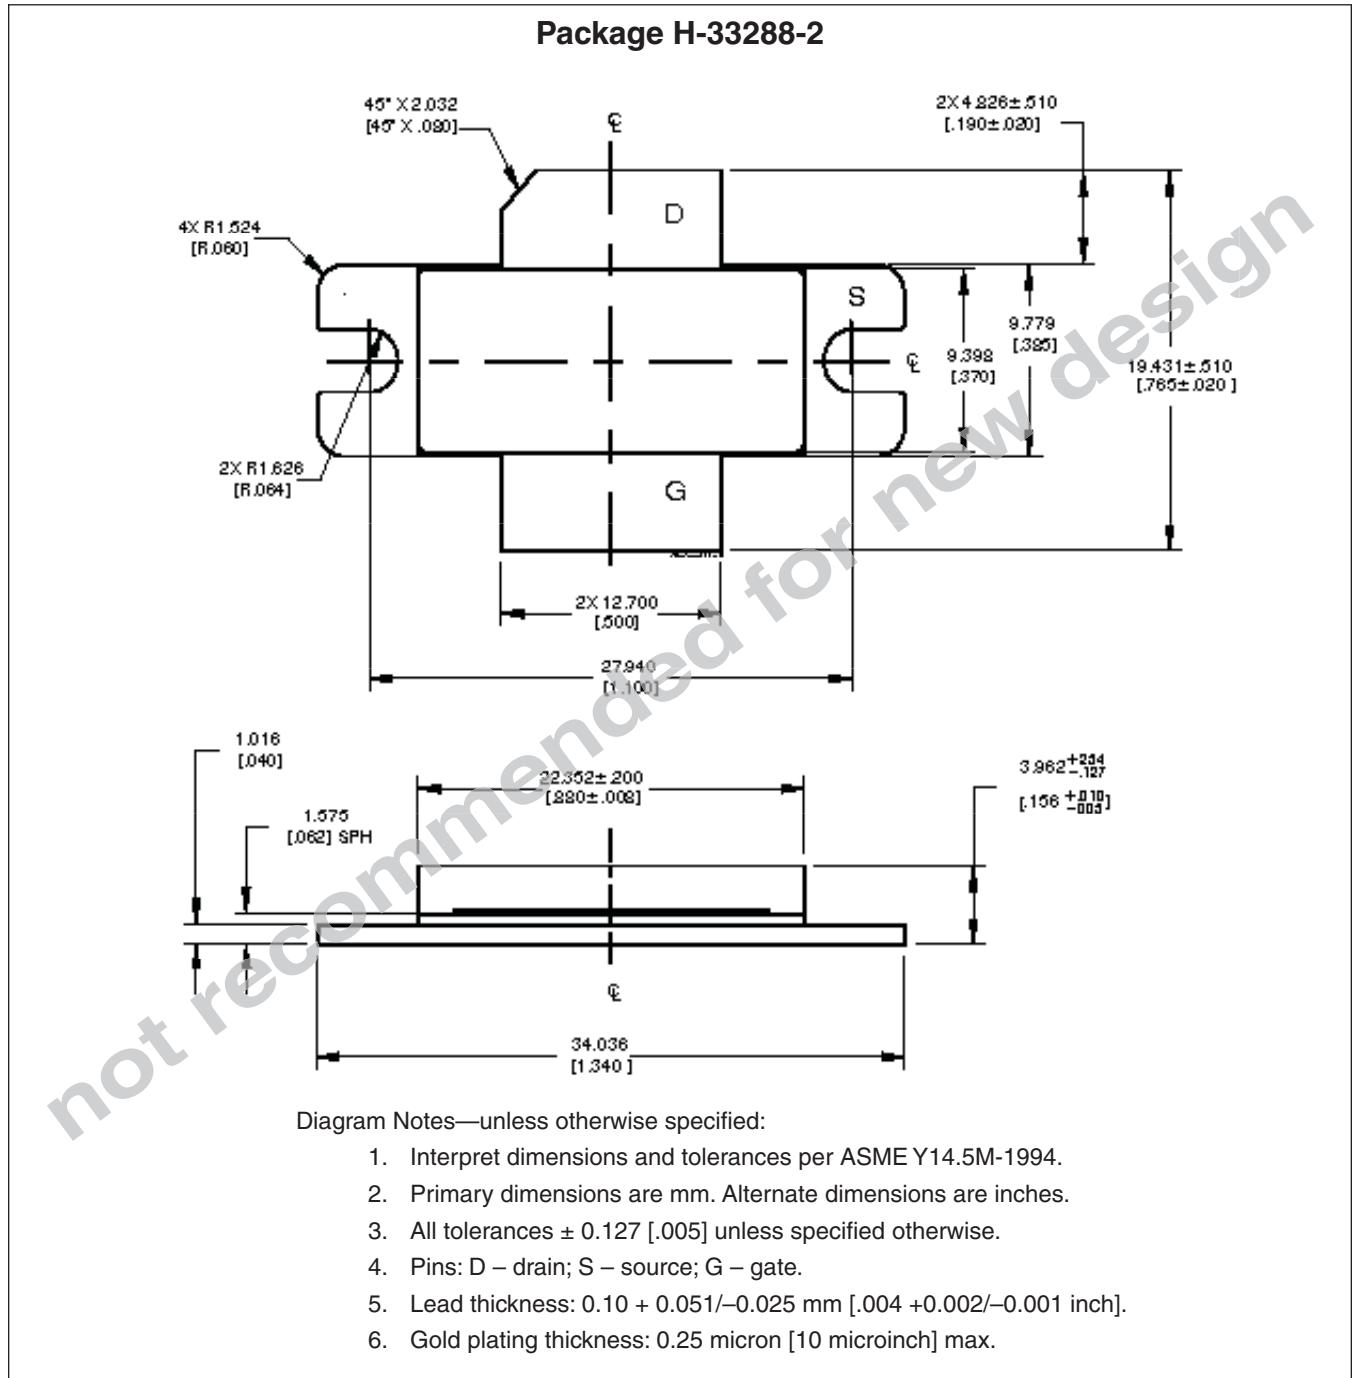 Package H-33288-2
45° X 2.032
[45° X .080]
℄
2X 4.826±.510
[.190±.020]
D
4X R1.524
[R.060]
S
9.779
[.385]
℄
9.398
[.370]
19.431±.510
[.765±.020 ]
2X R1.626
[R.064]
G
2X 12.700
[.500]
27.940
[1.100]
1.016
[.040]
22.352±.200
[.880±.008]
1.575
[.062] SPH
3.962
[.156 ]
℄
34.036
[1.340 ]
not recommended for new design
Diagram Notes—unless otherwise specified:
1. Interpret dimensions and tolerances per ASME Y14.5M-1994.
2. Primary dimensions are mm. Alternate dimensions are inches.
3. All tolerances ± 0.127 [.005] unless specified otherwise.
4. Pins: D – drain; S – source; G – gate.
5. Lead thickness: 0.10 + 0.051/–0.025 mm [.004 +0.002/–0.001 inch].
6. Gold plating thickness: 0.25 micron [10 microinch] max.